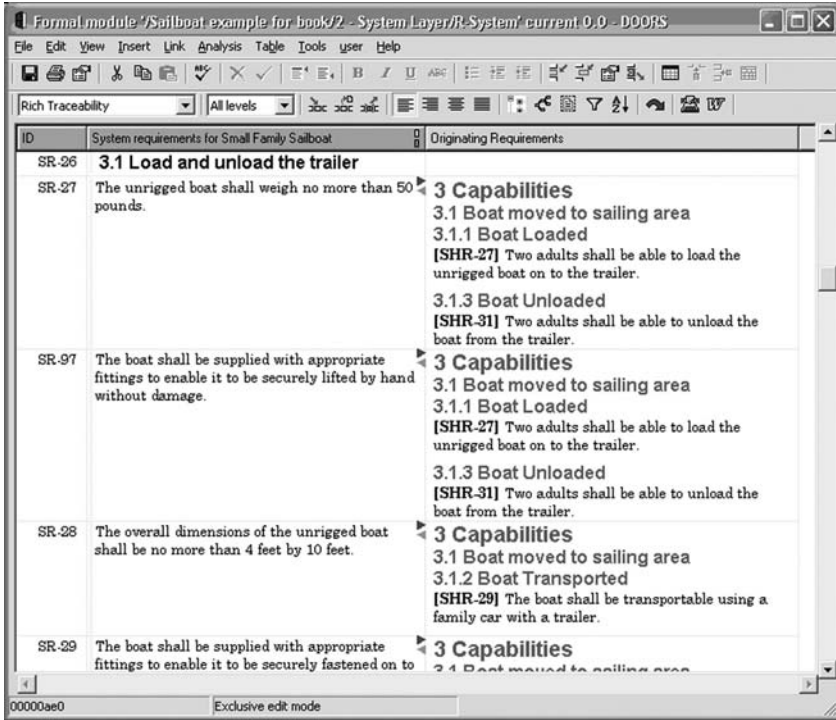 Formal module '/Sailboat example for book/2 - System Layer/R-System' current 0.0 - DOORS
File Edit View Insert Link Analysis Table Tools user Help
B I U ABC
Rich Traceability All levels
ID System requirements for Small Family Sailboat Originating Requirements
SR-26 3.1 Load and unload the trailer
SR-27 The unrigged boat shall weigh no more than 50
pounds.
3 Capabilities
3.1 Boat moved to sailing area
3.1.1 Boat Loaded
[SHR-27] Two adults shall be able to load the
unrigged boat on to the trailer.
3.1.3 Boat Unloaded
[SHR-31] Two adults shall be able to unload the
boat from the trailer.
SR-97 The boat shall be supplied with appropriate
fittings to enable it to be securely lifted by hand
without damage.
3 Capabilities
3.1 Boat moved to sailing area
3.1.1 Boat Loaded
[SHR-27] Two adults shall be able to load the
unrigged boat on to the trailer.
3.1.3 Boat Unloaded
[SHR-31] Two adults shall be able to unload the
boat from the trailer.
SR-28 The overall dimensions of the unrigged boat
shall be no more than 4 feet by 10 feet.
3 Capabilities
3.1 Boat moved to sailing area
3.1.2 Boat Transported
[SHR-29] The boat shall be transportable using a
family car with a trailer.
SR-29 The boat shall be supplied with appropriate
fittings to enable it to be securely fastened on to
3 Capabilities
3.1 Boat moved to sailing area
00000ae0 Exclusive edit mode